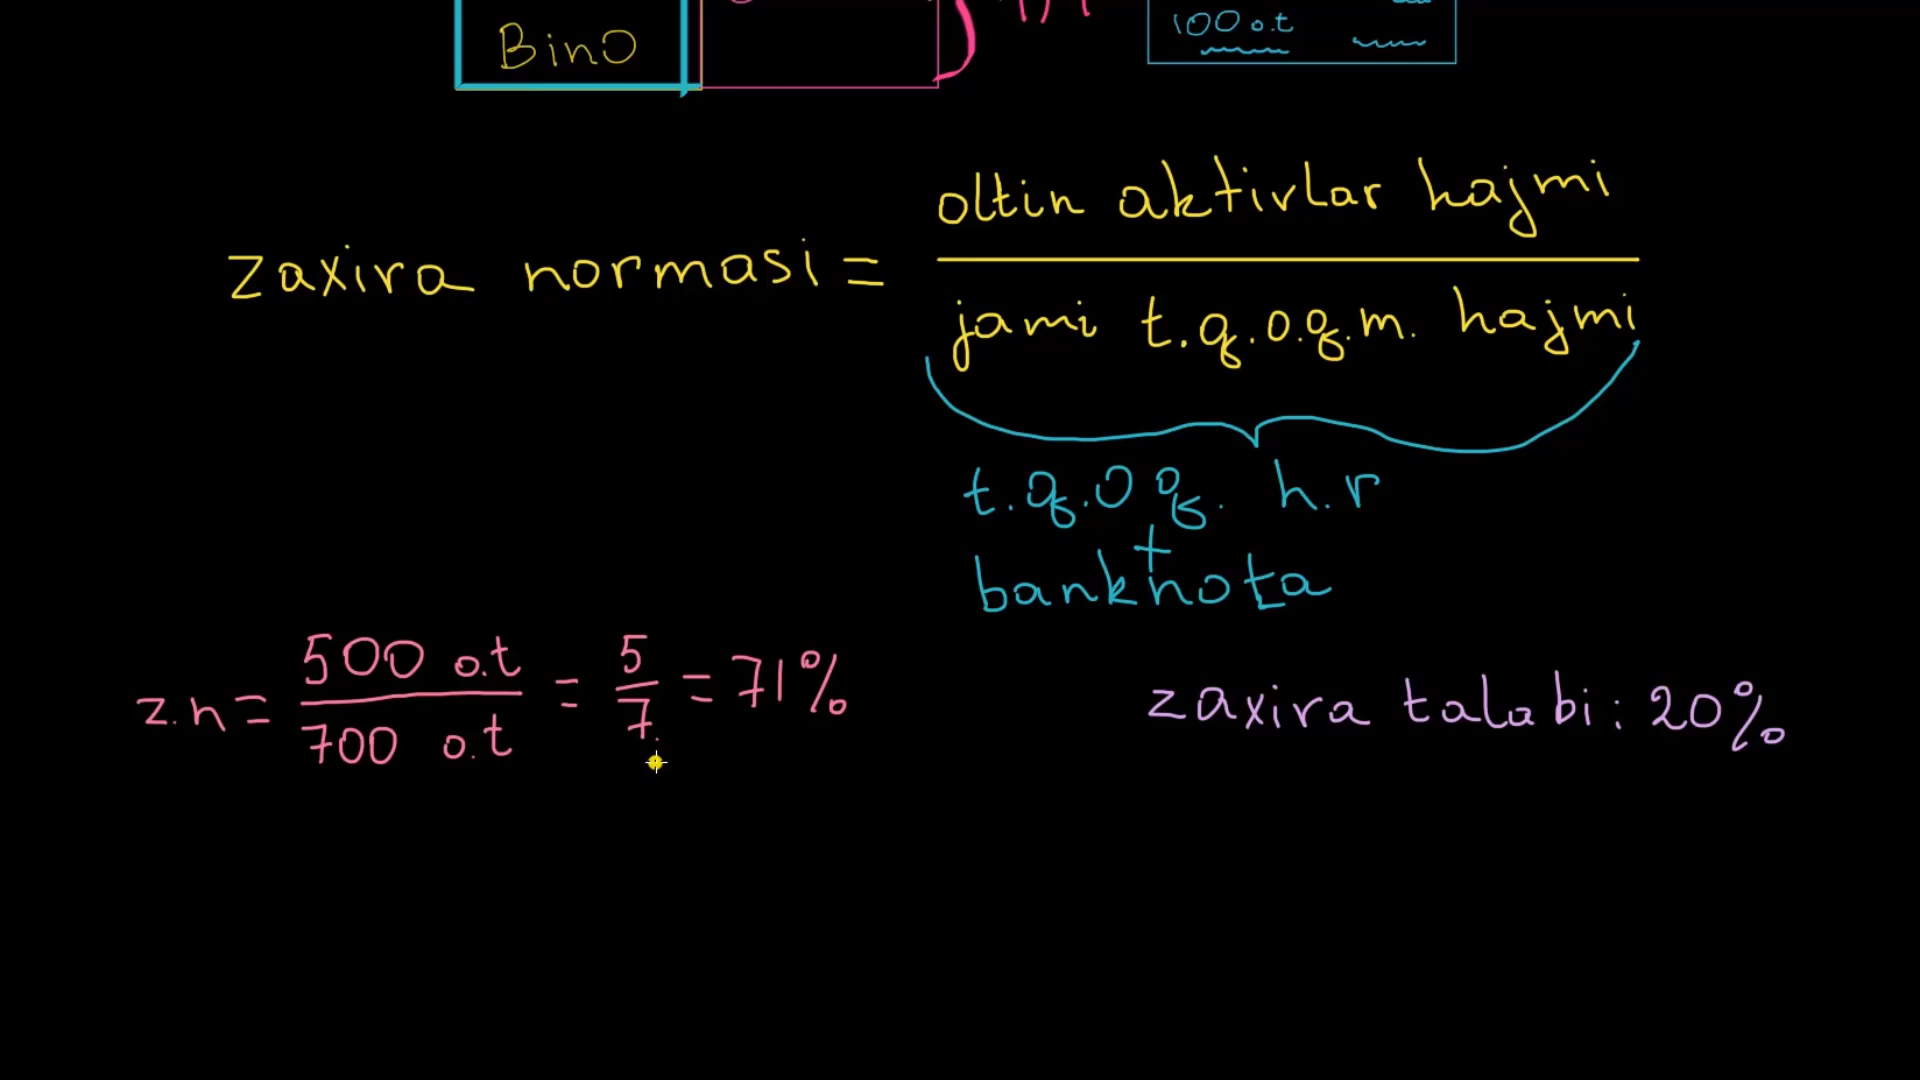 Bino
100 o.t
zaxira normasi = oltin aktivlar hajmi
jami t.q.o.q.m. hajmi
t.q.o q. h.r
+
banknota
z.n = 500 o.t / 700 o.t = 5/7 = 71%
zaxira talabi: 20%